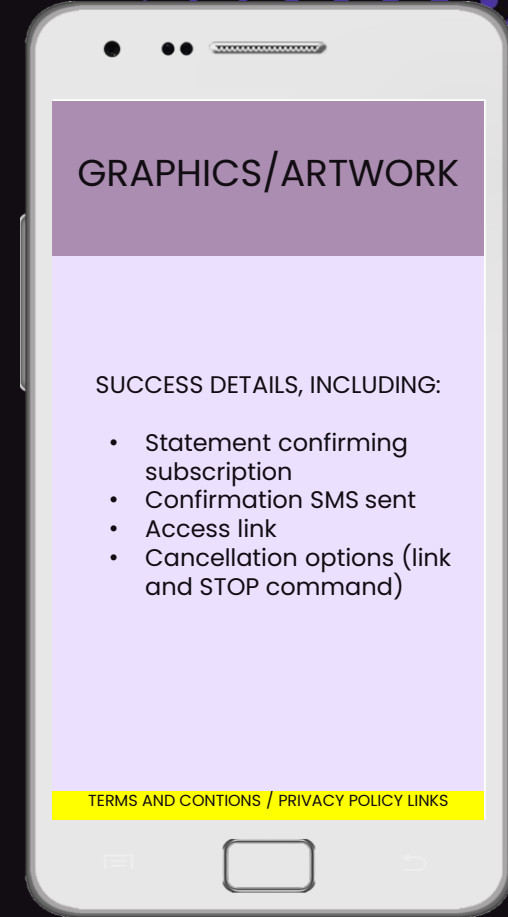 GRAPHICS/ARTWORK
SUCCESS DETAILS, INCLUDING:
• Statement confirming
subscription
• Confirmation SMS sent
• Access link
• Cancellation options (link
and STOP command)
TERMS AND CONTIONS / PRIVACY POLICY LINKS